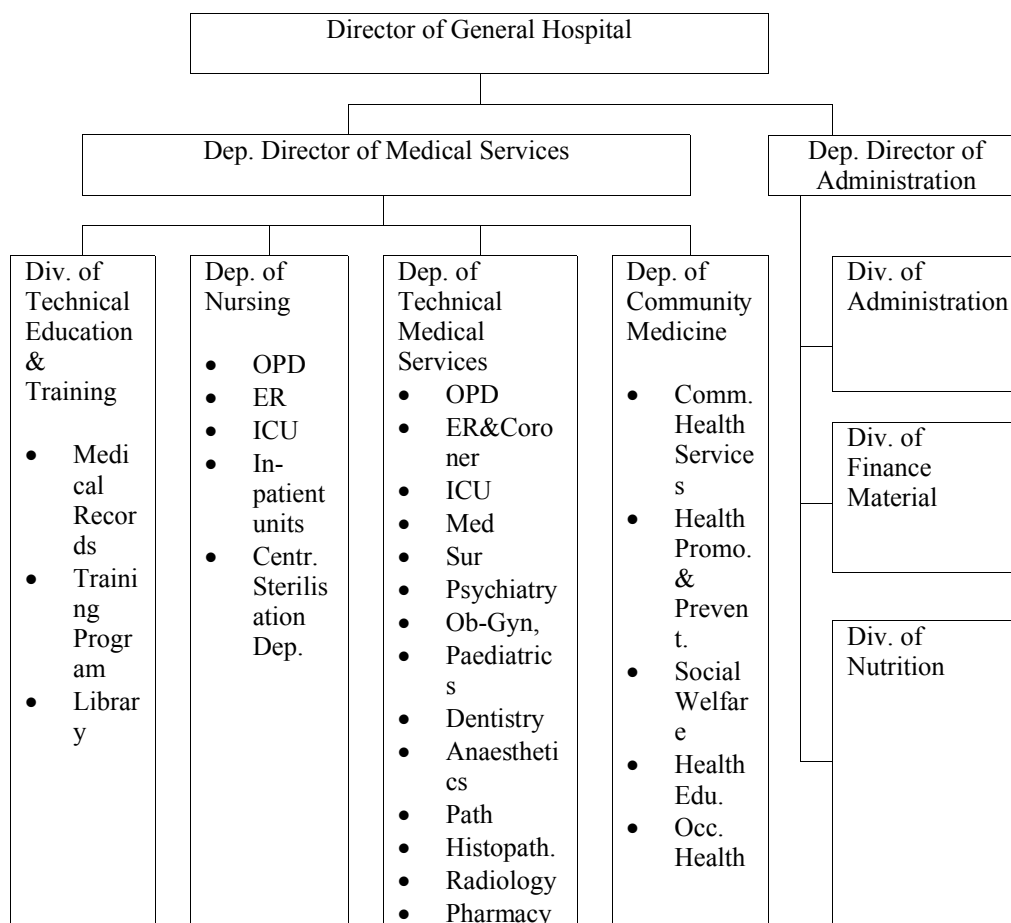 Director of General Hospital
Dep. Director of Medical Services
Dep. Director of
Administration
Div. of
Technical
Education
&
Training
• Medi
cal
Recor
ds
• Traini
ng
Progr
am
• Librar
y
Dep. of
Nursing
• OPD
• ER
• ICU
• In-
patient
units
• Centr.
Sterilis
ation
Dep.
Dep. of
Technical
Medical
Services
• OPD
• ER&Coro
ner
• ICU
• Med
• Sur
• Psychiatry
• Ob-Gyn,
• Paediatric
s
• Dentistry
• Anaestheti
cs
• Path
• Histopath.
• Radiology
• Pharmacy
Dep. of
Community
Medicine
• Comm.
Health
Service
s
• Health
Promo.
&
Preven
t.
• Social
Welfar
e
• Health
Edu.
• Occ.
Health
Div. of
Administration
Div. of
Finance
Material
Div. of
Nutrition